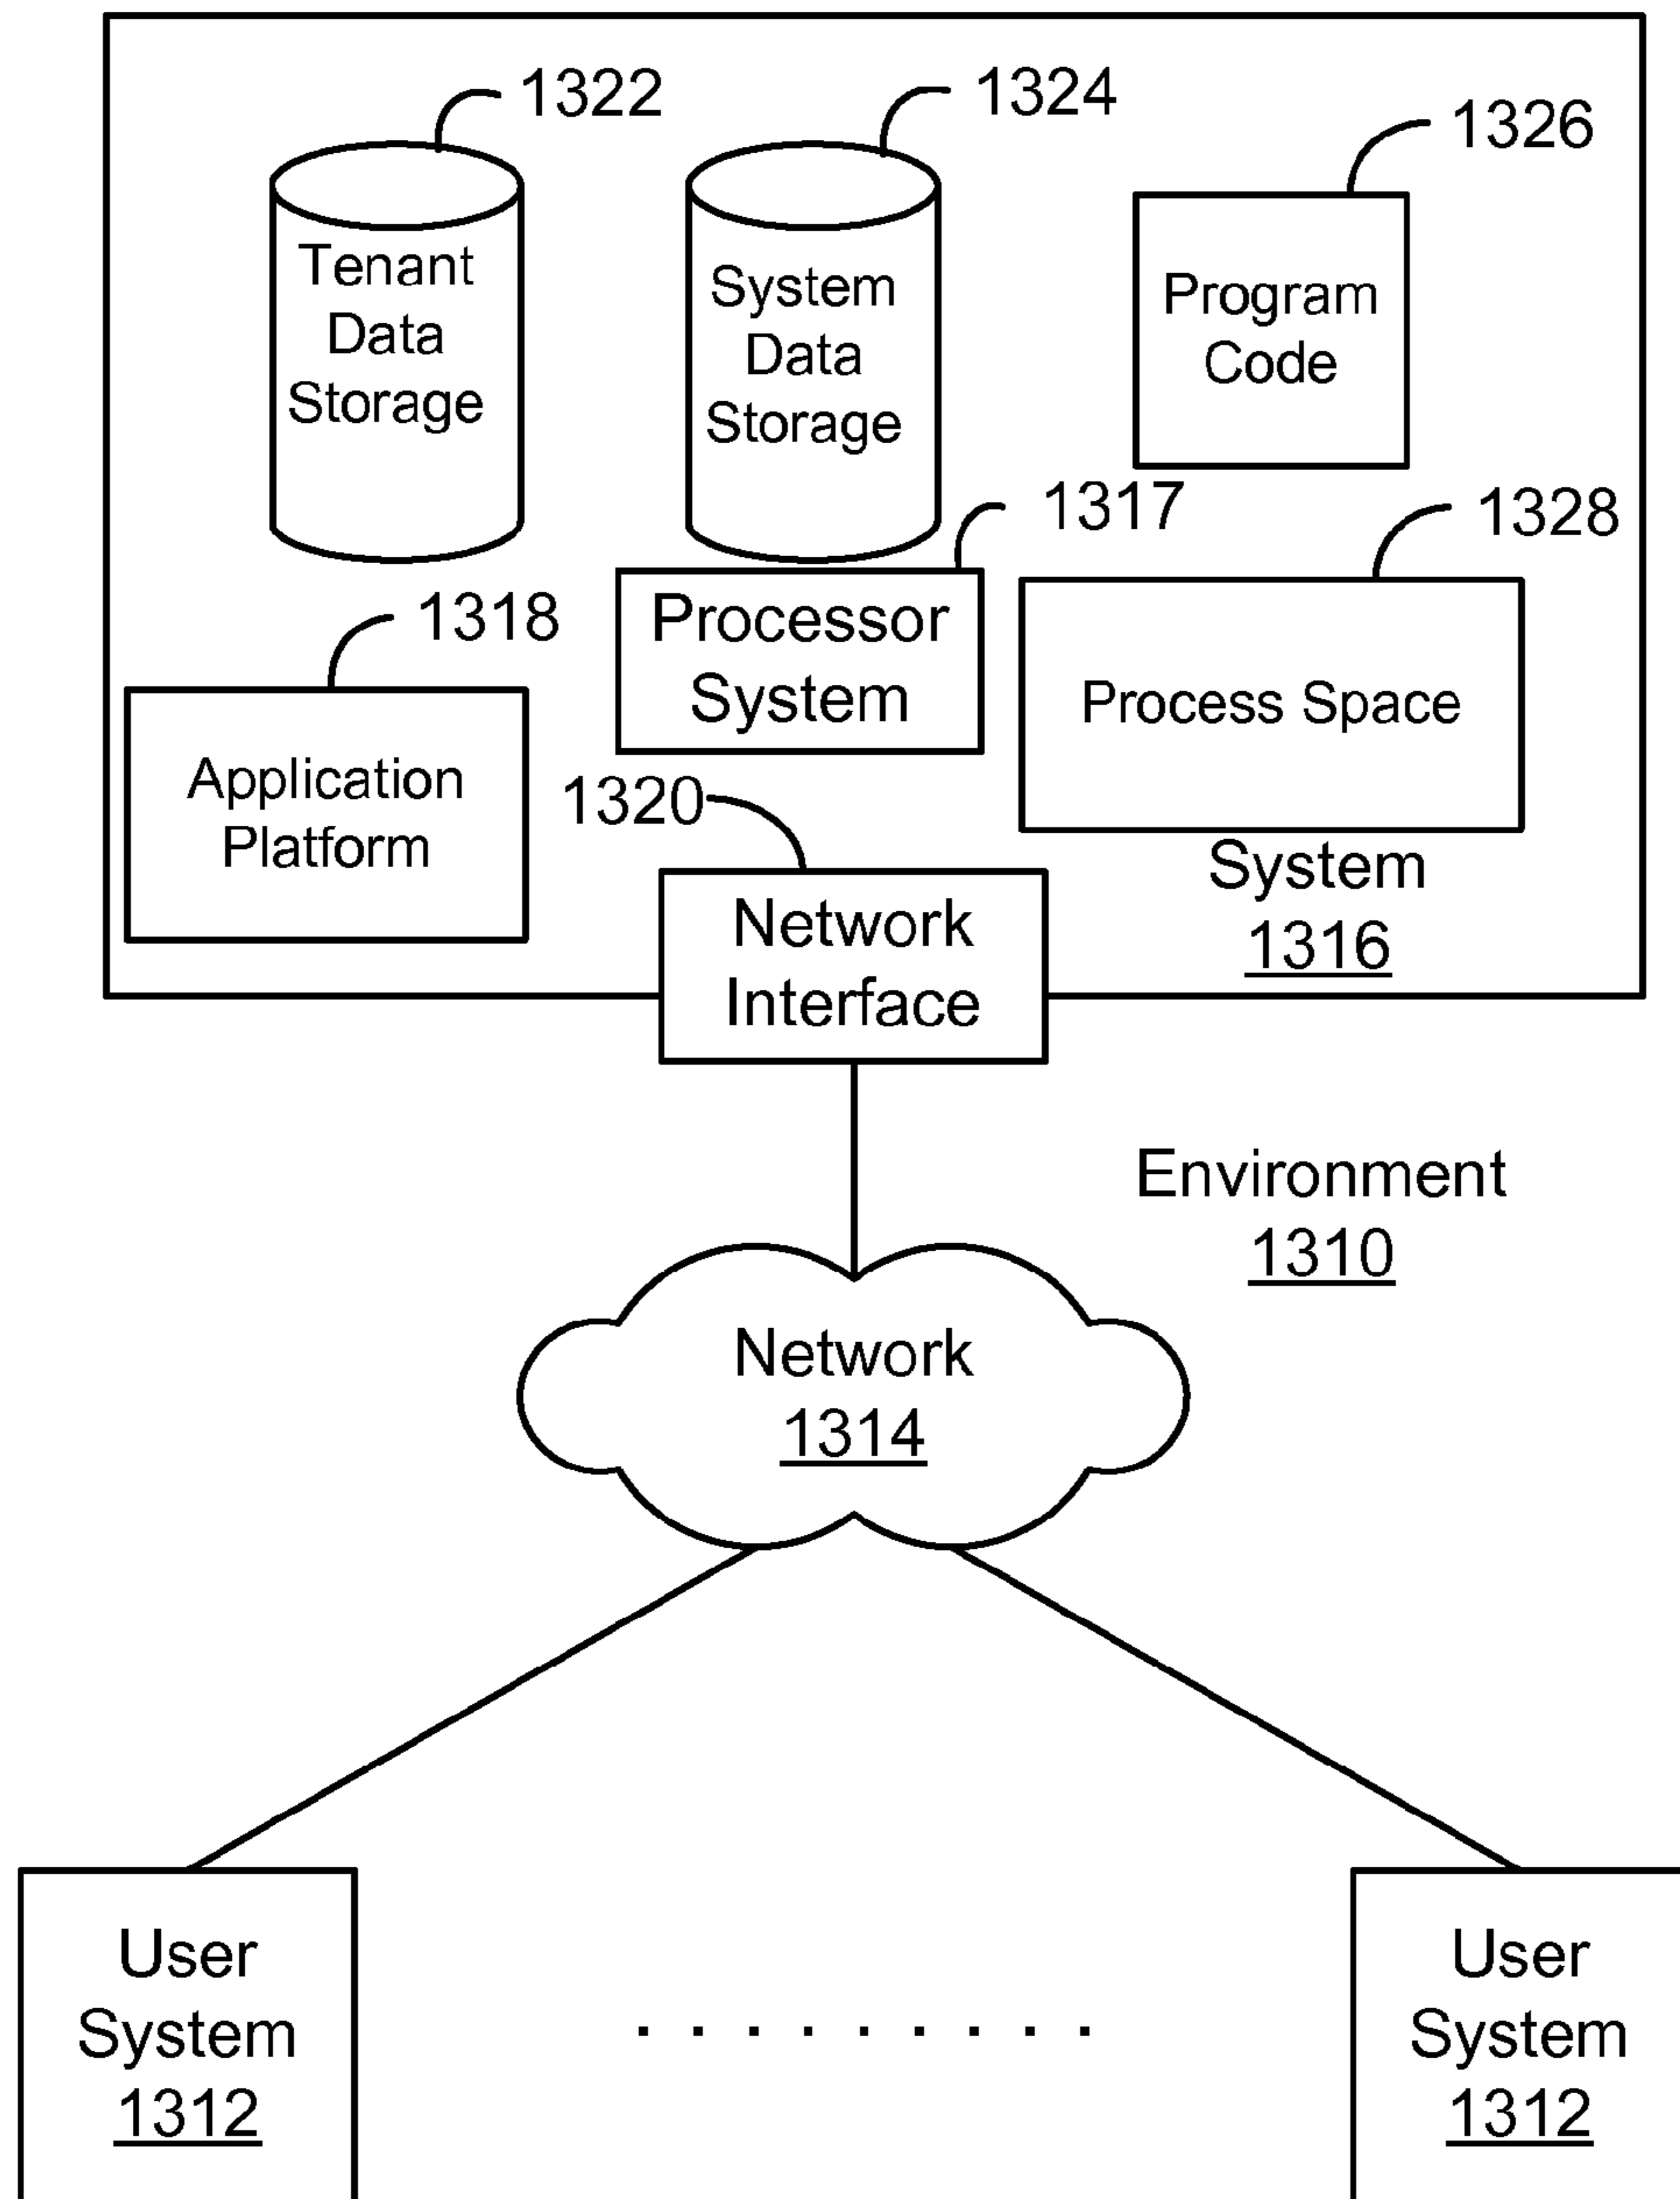 1322
1324
1326
Tenant
Data
Storage
System
Data
Storage
Program
Code
1317
1328
1318
Processor
System
Process Space
Application
Platform
1320
System
1316
Network
Interface
Environment
1310
Network
1314
User
System
1312
. . . . . . . . .
User
System
1312